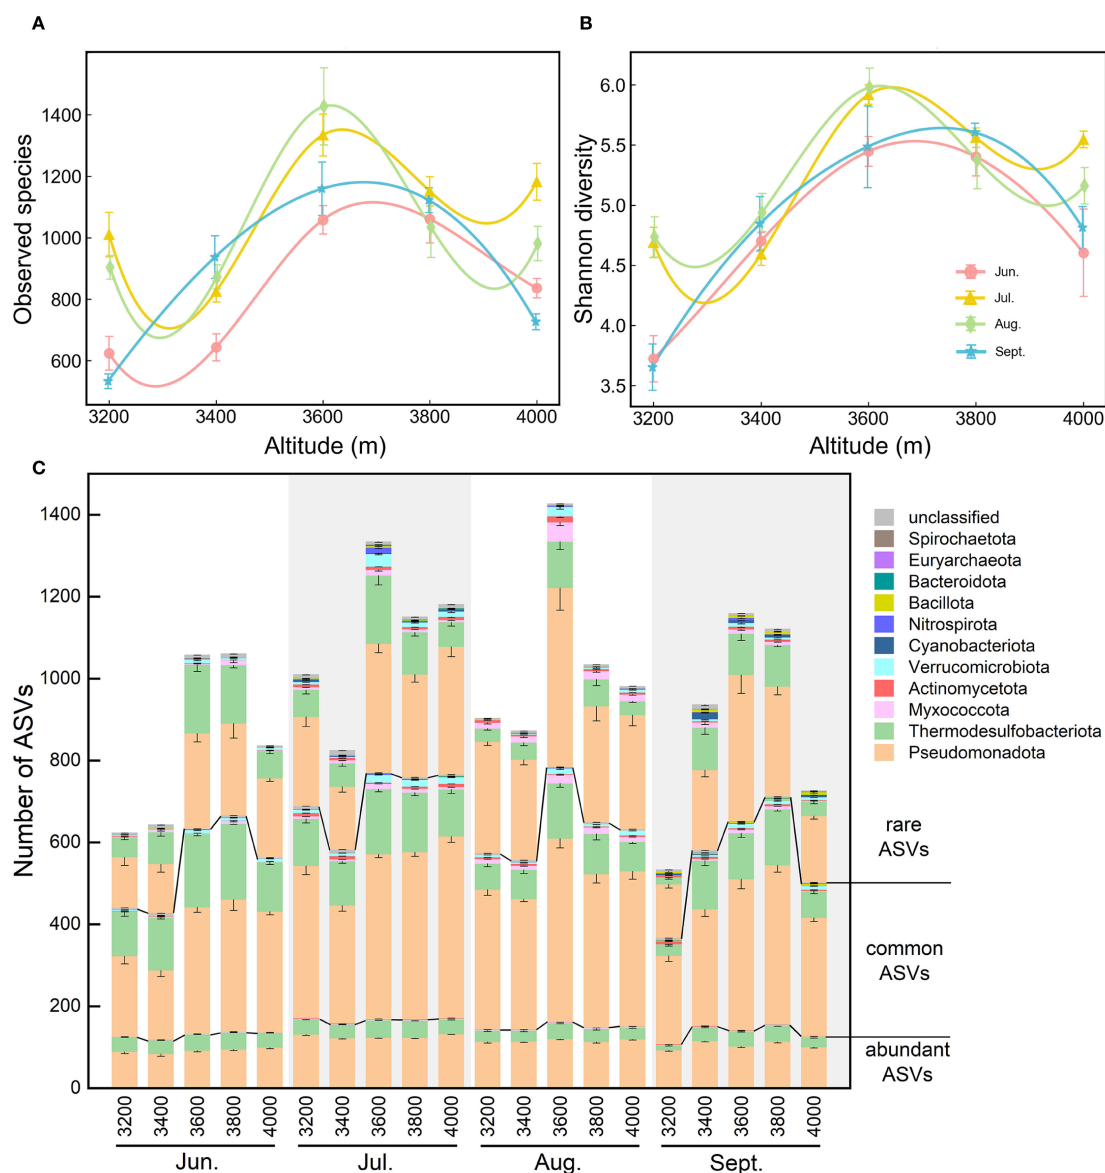 A
B
Observed species
1400
1200
1000
800
600
3200
3400
3600
3800
4000
Altitude (m)
Shannon diversity
6.0
5.5
5.0
4.5
4.0
3.5
3200
3400
3600
3800
4000
Altitude (m)
Jun.
Jul.
Aug.
Sept.
C
Number of ASVs
1400
1200
1000
800
600
400
200
0
unclassified
Spirochaetota
Euryarchaeota
Bacteroidota
Bacillota
Nitrospirota
Cyanobacteriota
Verrucomicrobiota
Actinomycetota
Myxococcota
Thermodesulfobacteriota
Pseudomonadota
rare
ASVs
common
ASVs
abundant
ASVs
3200
3400
3600
3800
4000
3200
3400
3600
3800
4000
3200
3400
3600
3800
4000
3200
3400
3600
3800
4000
Jun.
Jul.
Aug.
Sept.